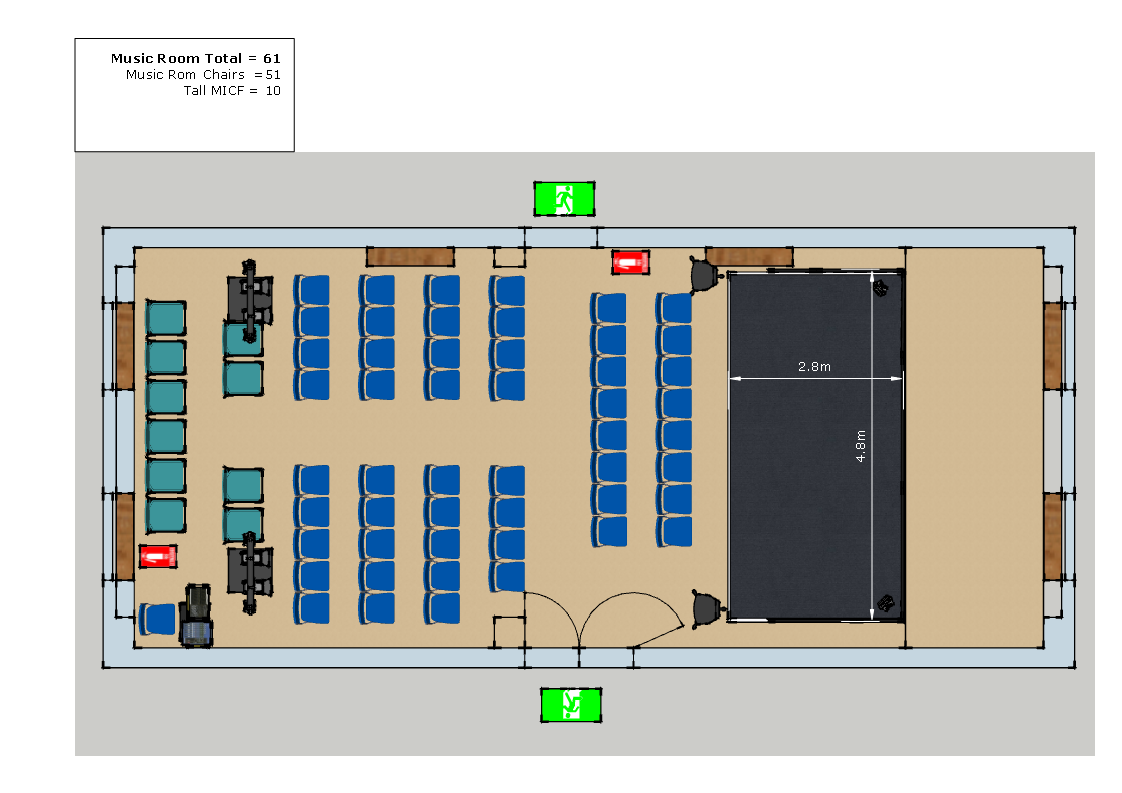 Music Room Total = 61
Music Rom Chairs =51
Tall MICF = 10
2.8m
4.8m